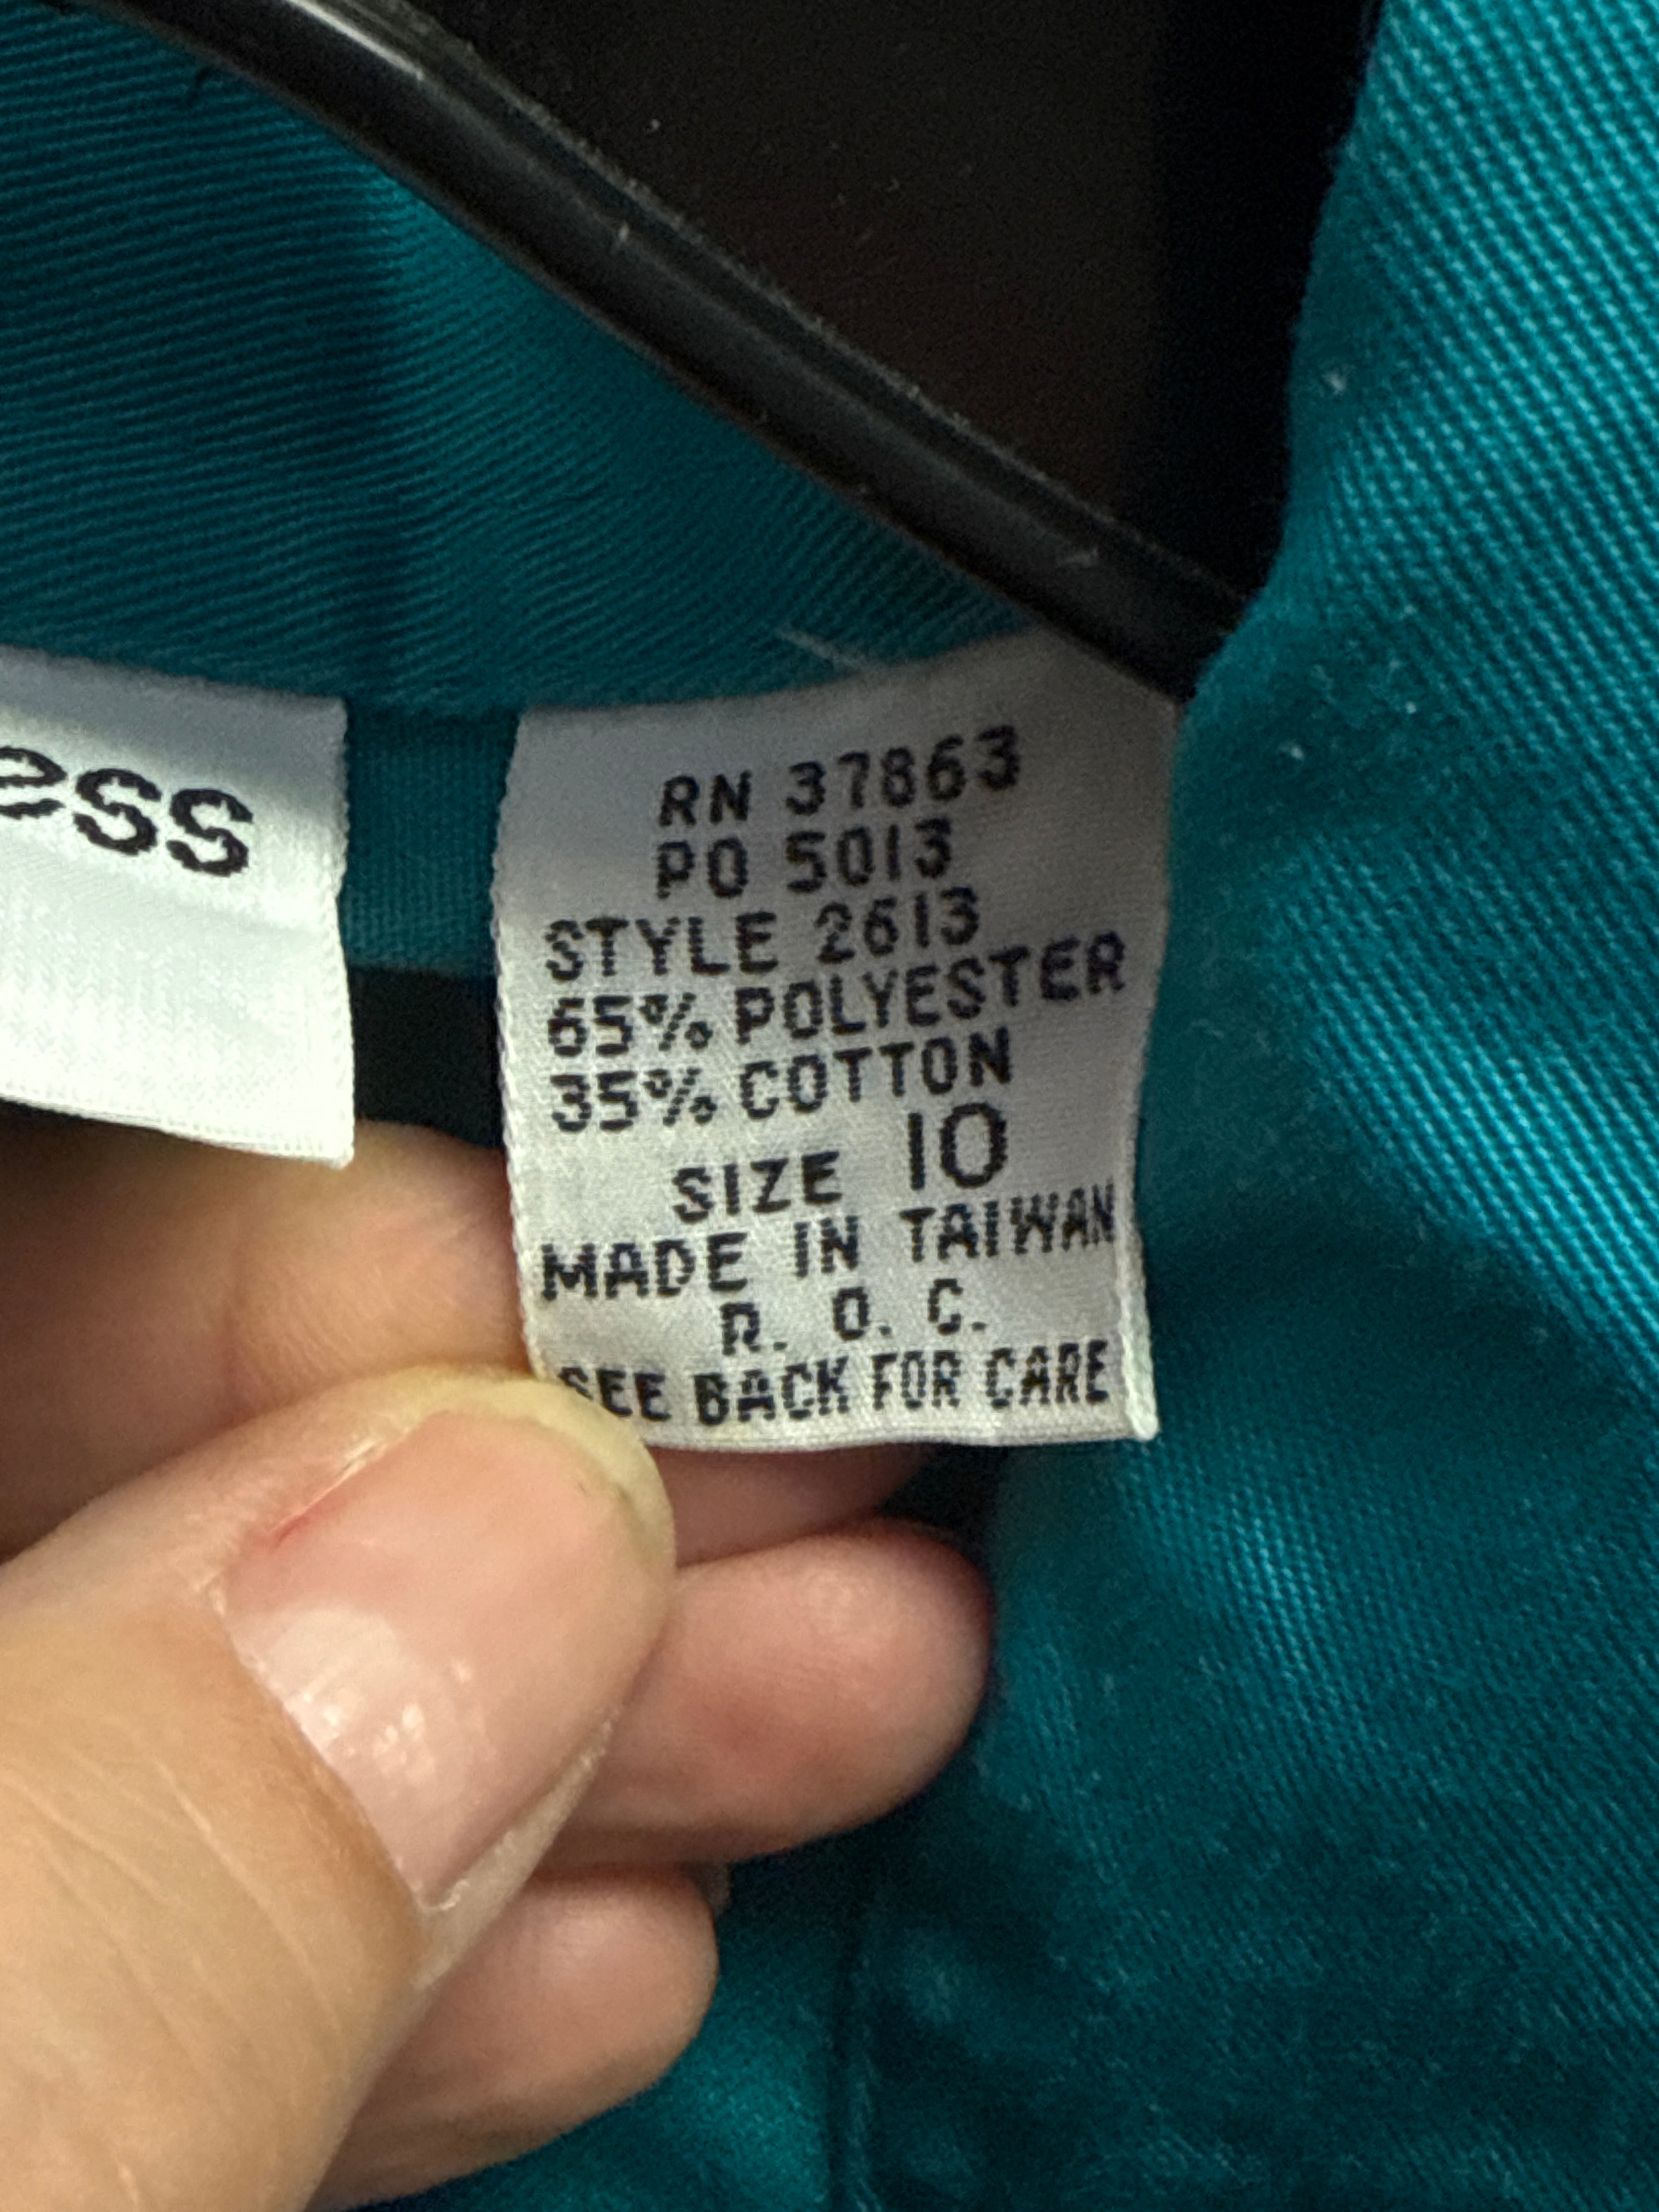 ess
RN 37863
PO 5013
STYLE 2613
65% POLYESTER
35% COTTON
SIZE 10
MADE IN TAIWAN
R. O. C.
SEE BACK FOR CARE